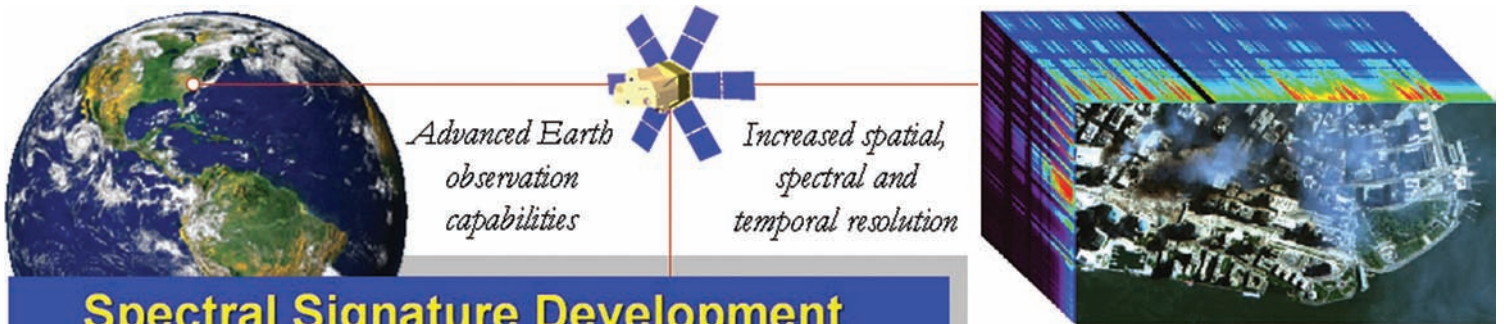 Advanced Earth
observation
capabilities
Increased spatial,
spectral and
temporal resolution
Spectral Signature Development